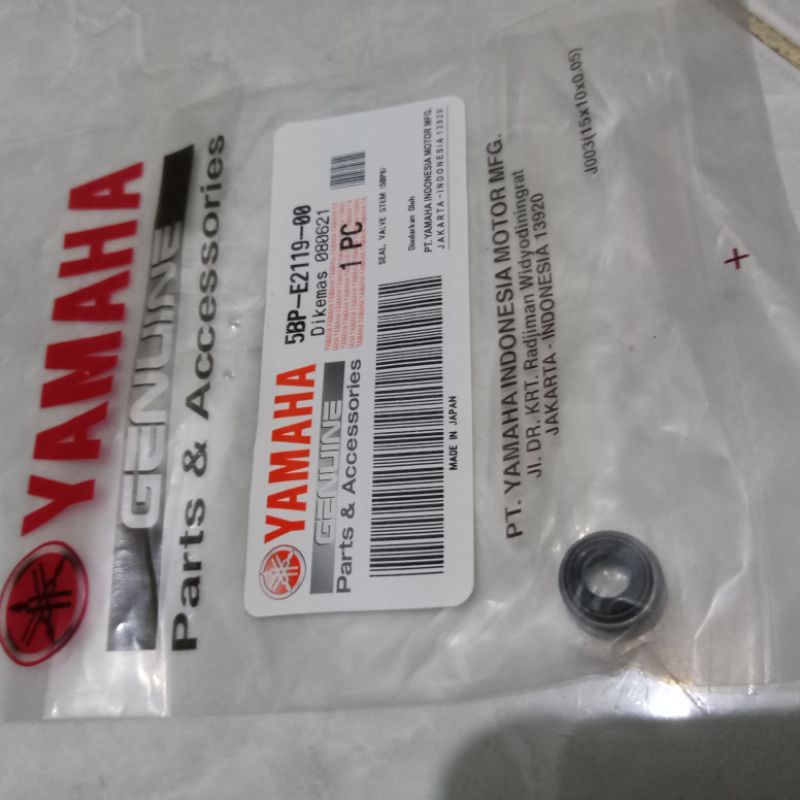 YAMAHA
GENUINE
Parts & Accessories
YAMAHA
GENUINE
Parts & Accessories
5BP-E2119-00
Dikemas 080621
1 PC
SEAL, VALVE STEM (5BP8)
Diedarkan Oleh
PT.YAMAHA INDONESIA MOTOR MFG.
JAKARTA-INDONESIA 13920
MADE IN JAPAN
PT. YAMAHA INDONESIA MOTOR MFG.
Jl. DR. KRT. Radjiman Widyodiningrat
JAKARTA - INDONESIA 13920
J003(15x10x0.05)